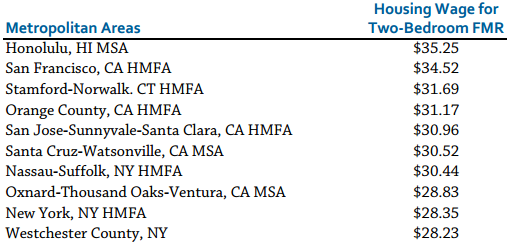 Housing Wage for
Metropolitan Areas Two-Bedroom FMR
Honolulu, HI MSA $35.25
San Francisco, CA HMFA $34.52
Stamford-Norwalk. CT HMFA $31.69
Orange County, CA HMFA $31.17
San Jose-Sunnyvale-Santa Clara, CA HMFA $30.96
Santa Cruz-Watsonville, CA MSA $30.52
Nassau-Suffolk, NY HMFA $30.44
Oxnard-Thousand Oaks-Ventura, CA MSA $28.83
New York, NY HMFA $28.35
Westchester County, NY $28.23